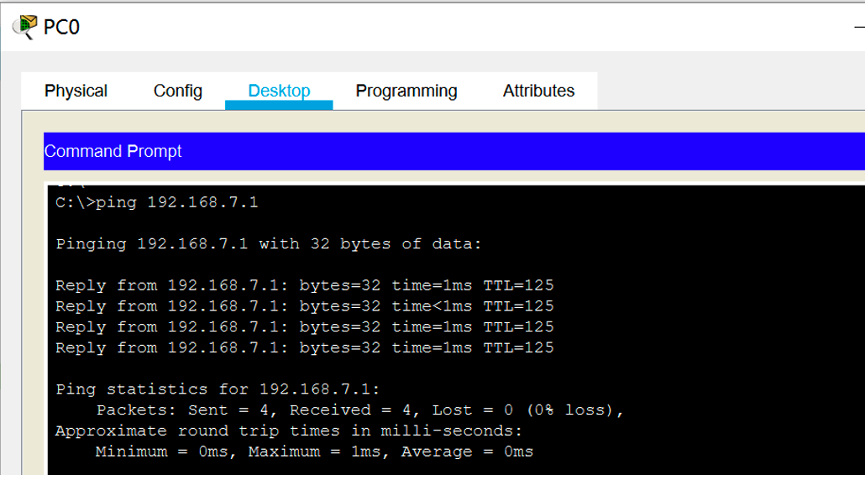 PC0
Physical Config Desktop Programming Attributes
Command Prompt
C:\>ping 192.168.7.1
Pinging 192.168.7.1 with 32 bytes of data:
Reply from 192.168.7.1: bytes=32 time=1ms TTL=125
Reply from 192.168.7.1: bytes=32 time<1ms TTL=125
Reply from 192.168.7.1: bytes=32 time=1ms TTL=125
Reply from 192.168.7.1: bytes=32 time=1ms TTL=125
Ping statistics for 192.168.7.1:
Packets: Sent = 4, Received = 4, Lost = 0 (0% loss),
Approximate round trip times in milli-seconds:
Minimum = 0ms, Maximum = 1ms, Average = 0ms